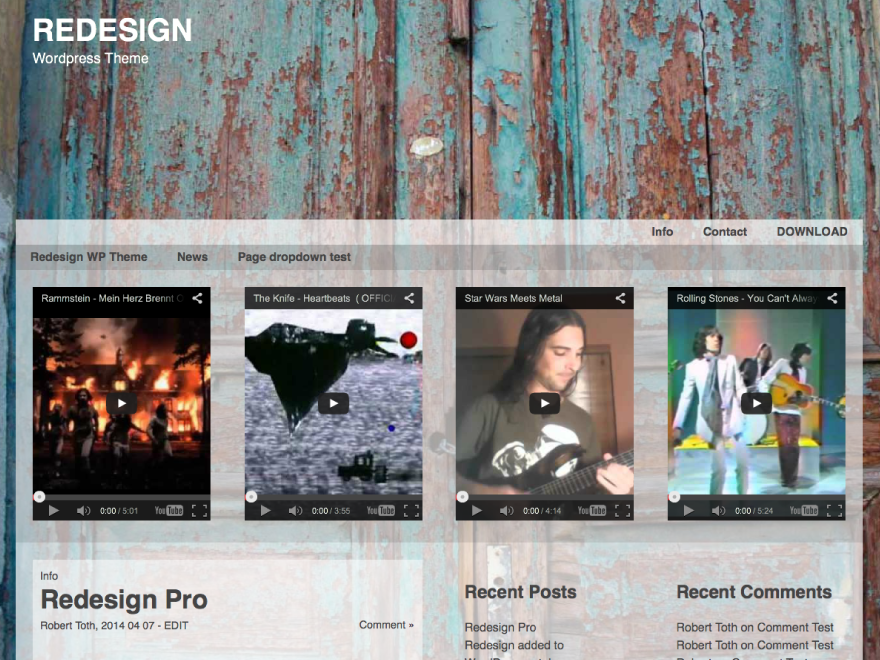 REDESIGN
Wordpress Theme
Info Contact DOWNLOAD
Redesign WP Theme News Page dropdown test
Rammstein - Mein Herz Brennt
The Knife - Heartbeats ( OFFIC
Star Wars Meets Metal
Rolling Stones - You Can't Alway
0:00 / 5:01 YouTube
0:00 / 3:55 YouTube
0:00 / 4:14 YouTube
0:00 / 5:24 YouTube
Info
Redesign Pro
Robert Toth, 2014 04 07 - EDIT
Comment »
Recent Posts
Redesign Pro
Redesign added to
Recent Comments
Robert Toth on Comment Test
Robert Toth on Comment Test